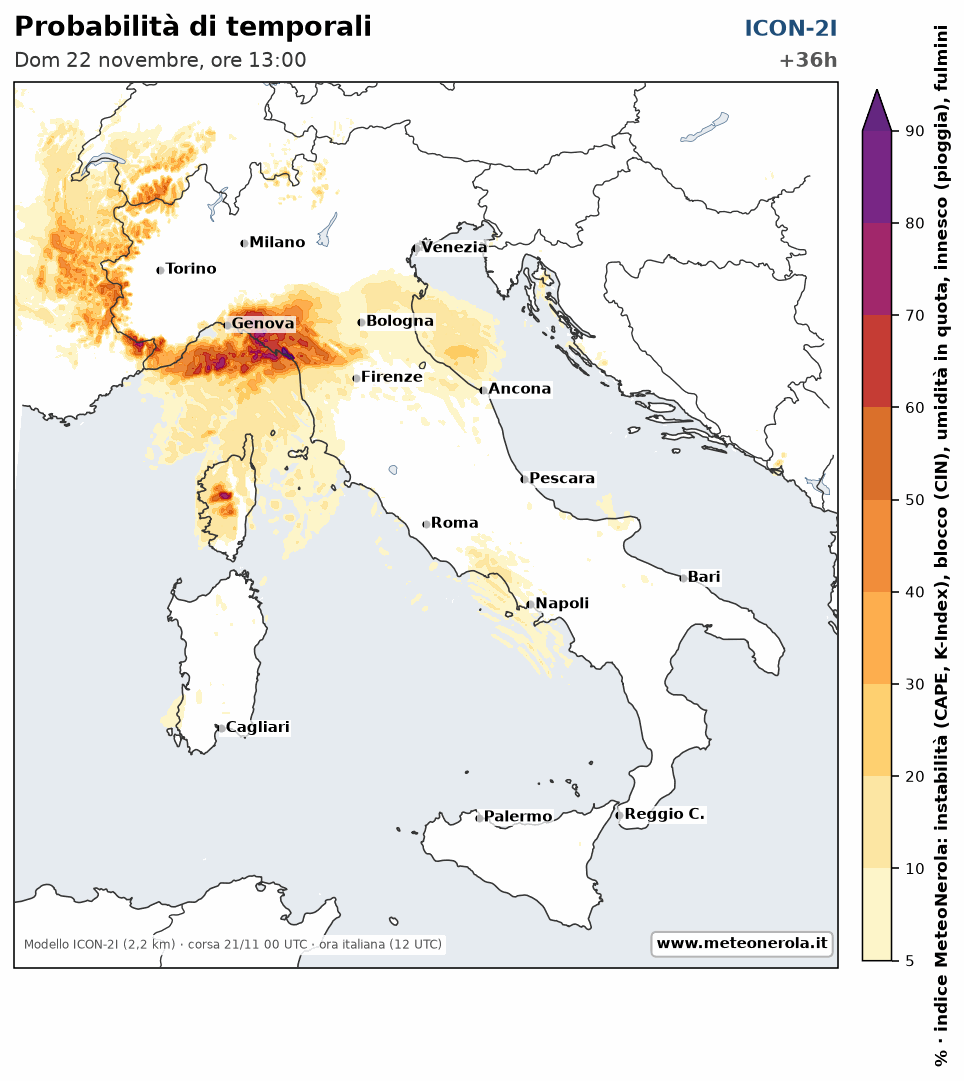 Probabilità di temporali
ICON-2I
Dom 22 novembre, ore 13:00
+36h
Milano
Venezia
Torino
Genova
Bologna
Firenze
Ancona
Pescara
Roma
Bari
Napoli
Cagliari
Palermo
Reggio C.
Modello ICON-2I (2,2 km) · corsa 21/11 00 UTC · ora italiana (12 UTC)
www.meteonerola.it
90
80
70
60
50
40
30
20
10
5
% · indice MeteoNerola: instabilità (CAPE, K-Index), blocco (CIN), umidità in quota, innesco (pioggia), fulmini